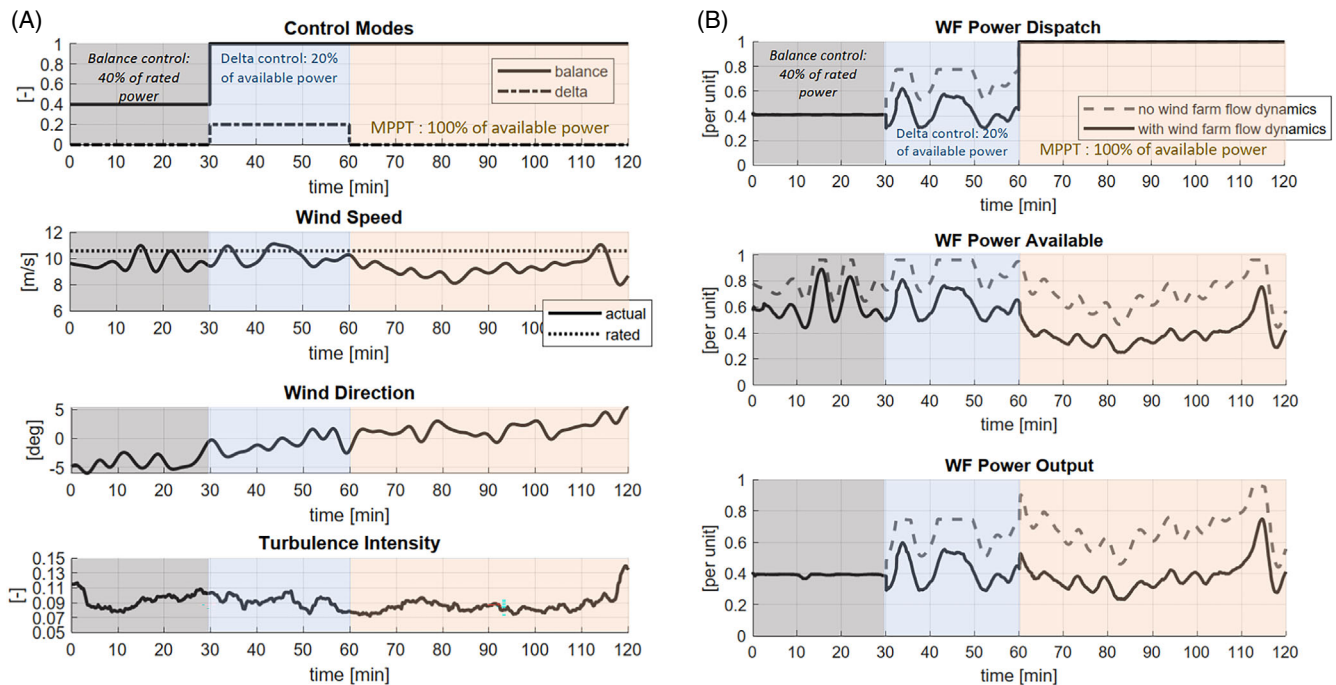 (A)
Control Modes
1
0.8
0.6
0.4
0.2
0
[-]
Balance control:
40% of rated
power
Delta control: 20%
of available power
balance
delta
MPPT : 100% of available power
0 10 20 30 40 50 60 70 80 90 100 110 120
time [min]
Wind Speed
12
10
8
6
[m/s]
actual
rated
0 10 20 30 40 50 60 70 80 90 100 110 120
time [min]
Wind Direction
5
0
-5
[deg]
0 10 20 30 40 50 60 70 80 90 100 110 120
time [min]
Turbulence Intensity
0.15
0.13
0.11
0.09
0.07
0.05
[-]
0 10 20 30 40 50 60 70 80 90 100 110 120
time [min]
(B)
WF Power Dispatch
1
0.8
0.6
0.4
0.2
0
[per unit]
Balance control:
40% of rated
power
no wind farm flow dynamics
with wind farm flow dynamics
Delta control: 20%
of available power
MPPT : 100% of available power
0 10 20 30 40 50 60 70 80 90 100 110 120
time [min]
WF Power Available
1
0.8
0.6
0.4
0.2
0
[per unit]
0 10 20 30 40 50 60 70 80 90 100 110 120
time [min]
WF Power Output
1
0.8
0.6
0.4
0.2
0
[per unit]
0 10 20 30 40 50 60 70 80 90 100 110 120
time [min]